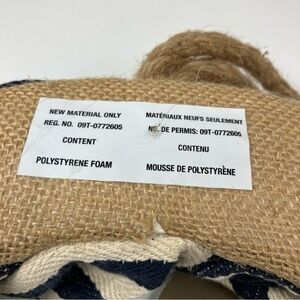 NEW MATERIAL ONLY
REG. NO. 09T-0772605
CONTENT
POLYSTYRENE FOAM
MATÉRIAUX NEUFS SEULEMENT
NO. DE PERMIS: 09T-0772605
CONTENU
MOUSSE DE POLYSTYRÈNE